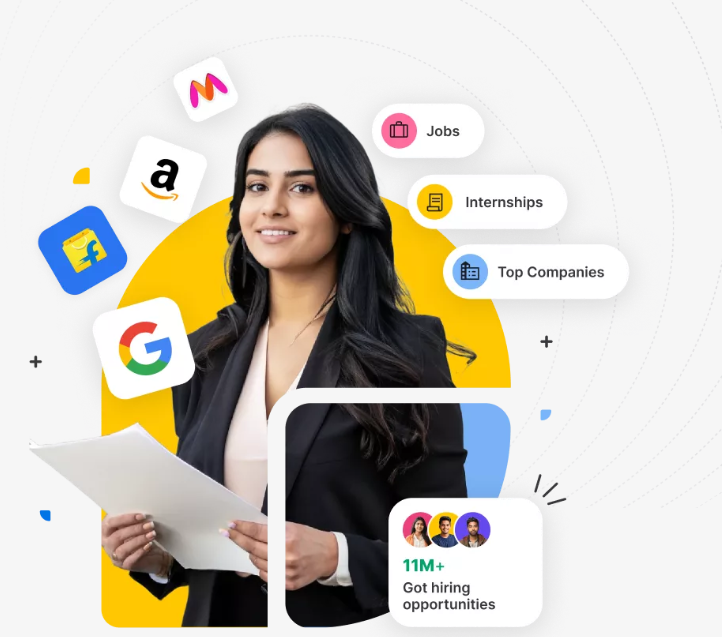 Jobs
Internships
Top Companies
11M+
Got hiring
opportunities